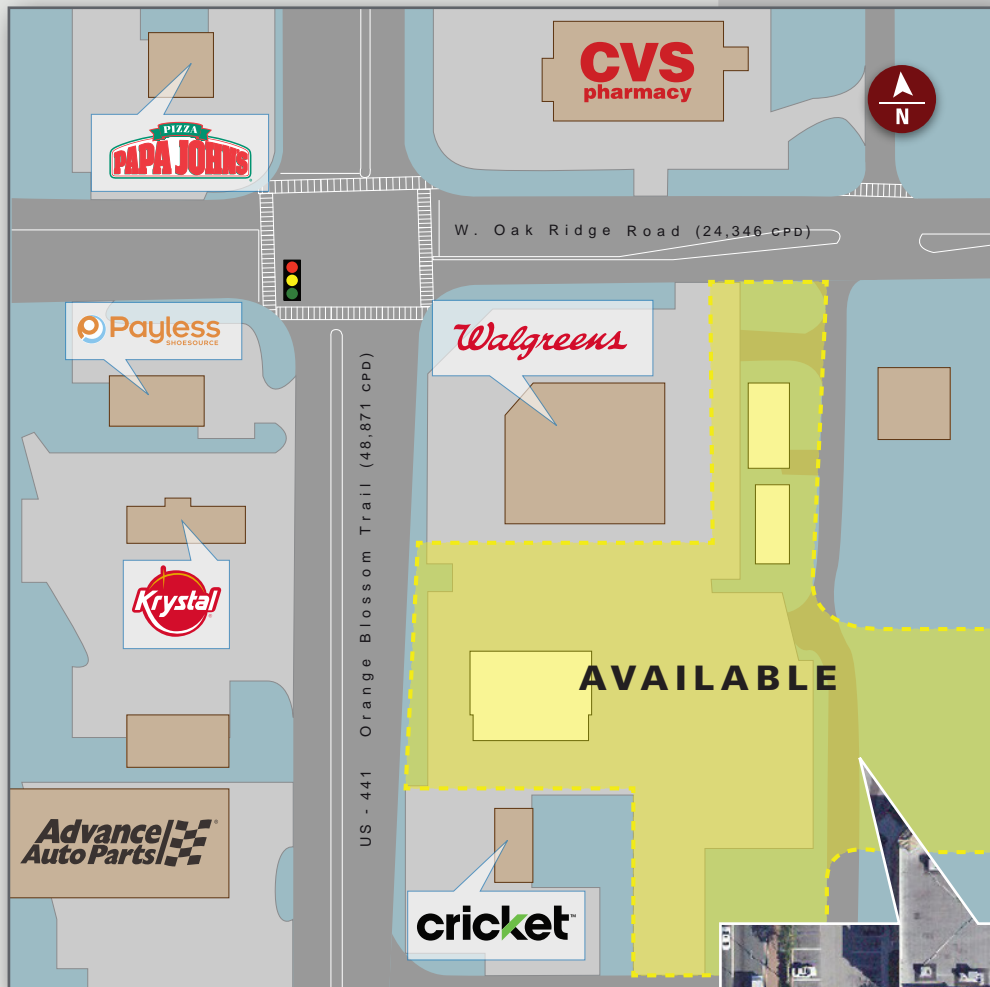 CVS
pharmacy
N
PIZZA
PAPA JOHNS
W. Oak Ridge Road (24,346 CPD)
Payless
SHOESOURCE
Walgreens
US - 441 Orange Blossom Trail (48,871 CPD)
Krystal
AVAILABLE
Advance
Auto Parts
cricket